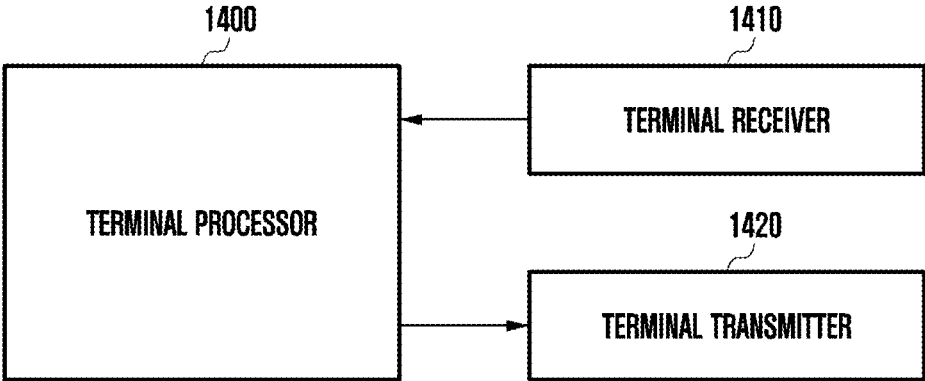 1400
1410
TERMINAL RECEIVER
TERMINAL PROCESSOR
1420
TERMINAL TRANSMITTER